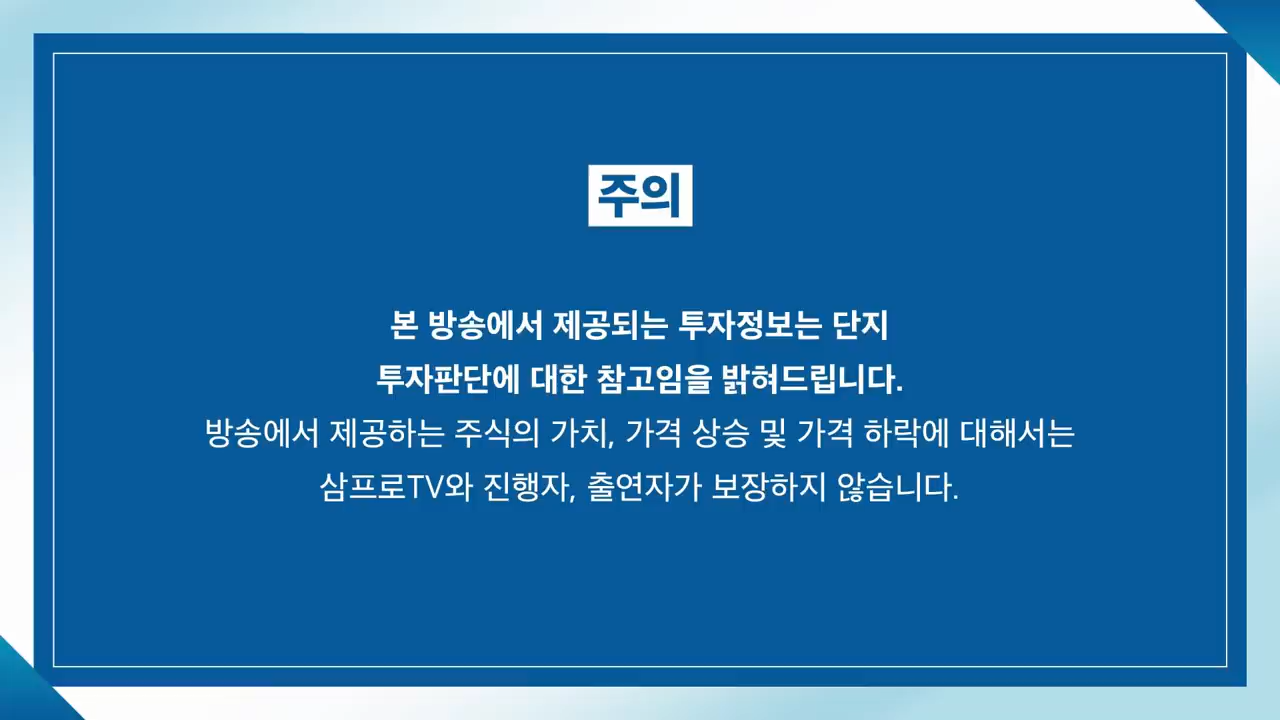 주의
본 방송에서 제공되는 투자정보는 단지
투자판단에 대한 참고임을 밝혀드립니다.
방송에서 제공하는 주식의 가치, 가격 상승 및 가격 하락에 대해서는
삼프로TV와 진행자, 출연자가 보장하지 않습니다.